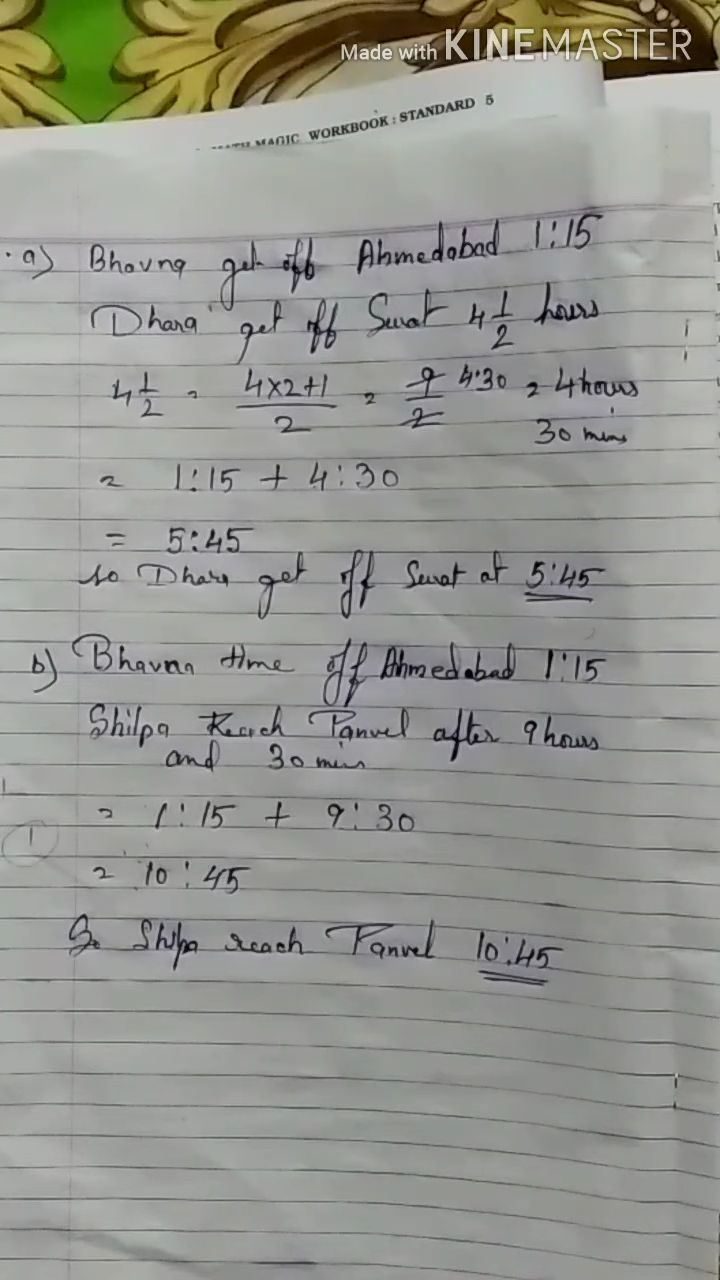 Made with KINEMASTER
MATH MAGIC WORKBOOK : STANDARD 5
a) Bhavna get off Ahmedabad 1:15
Dhara get off Surat 4 1/2 hours
4 1/2 = 4×2+1/2 = 9/2 4.30 = 4 hours
30 mins
= 1:15 + 4:30
= 5:45
so Dhara get off Surat at 5:45
b) Bhavna time off Ahmedabad 1:15
Shilpa Reach Panvel after 9 hours
and 30 min
= 1:15 + 9:30
1
= 10:45
So Shilpa reach Panvel 10:45